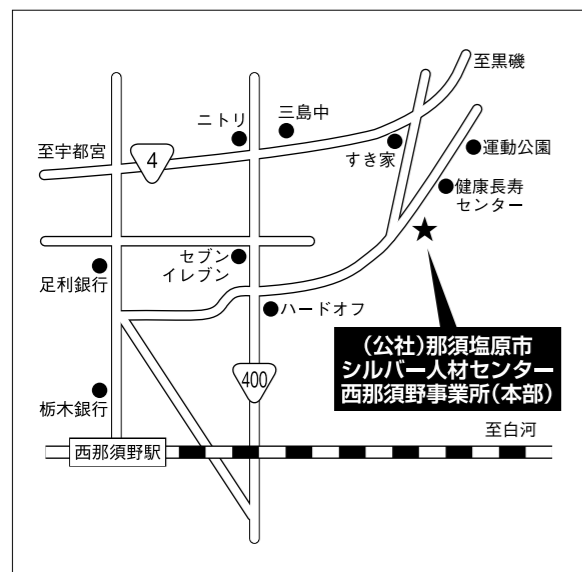 至黒磯
三島中
ニトリ
至宇都宮
4
すき家
運動公園
健康長寿
センター
セブン
イレブン
足利銀行
ハードオフ
(公社)那須塩原市
シルバー人材センター
西那須野事業所(本部)
400
栃木銀行
至白河
西那須野駅